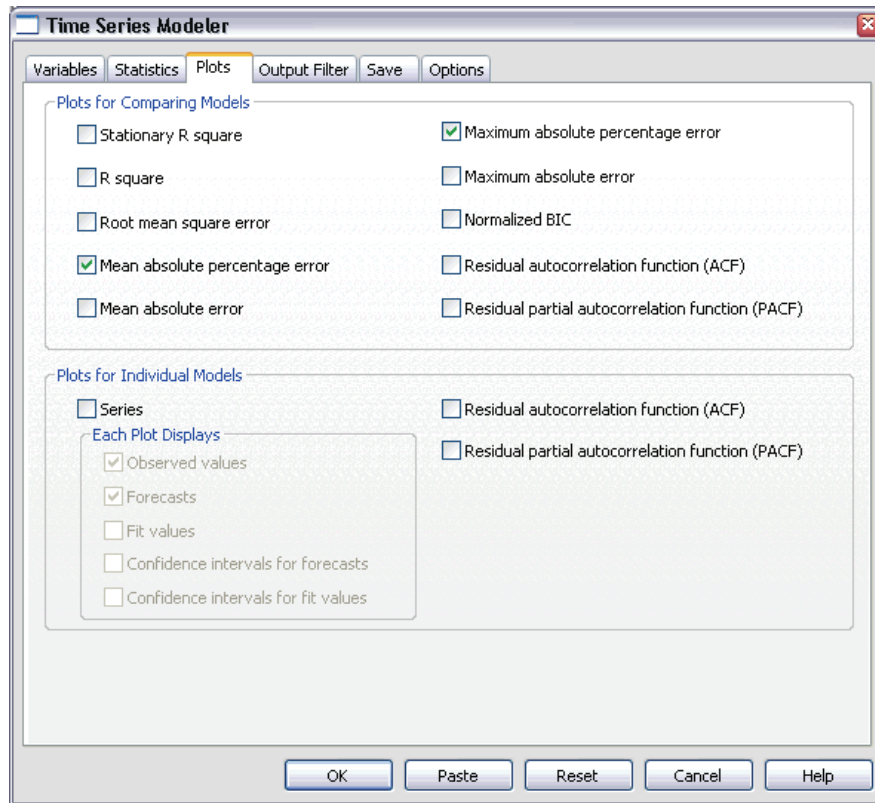 Time Series Modeler
Variables Statistics Plots Output Filter Save Options
Plots for Comparing Models
Stationary R square
R square
Root mean square error
Mean absolute percentage error
Mean absolute error
Maximum absolute percentage error
Maximum absolute error
Normalized BIC
Residual autocorrelation function (ACF)
Residual partial autocorrelation function (PACF)
Plots for Individual Models
Series
Each Plot Displays
Observed values
Forecasts
Fit values
Confidence intervals for forecasts
Confidence intervals for fit values
Residual autocorrelation function (ACF)
Residual partial autocorrelation function (PACF)
OK Paste Reset Cancel Help